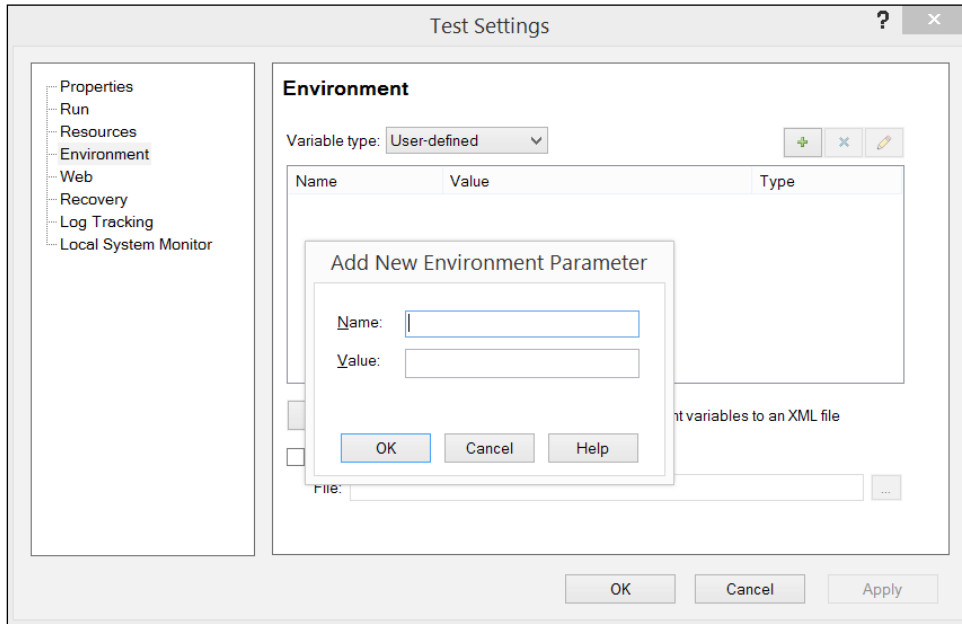 Test Settings
?
Properties
Run
Resources
Environment
Web
Recovery
Log Tracking
Local System Monitor
Environment
Variable type: User-defined
Name Value Type
Add New Environment Parameter
Name:
Value:
OK Cancel Help
variables to an XML file
File:
...
OK Cancel Apply